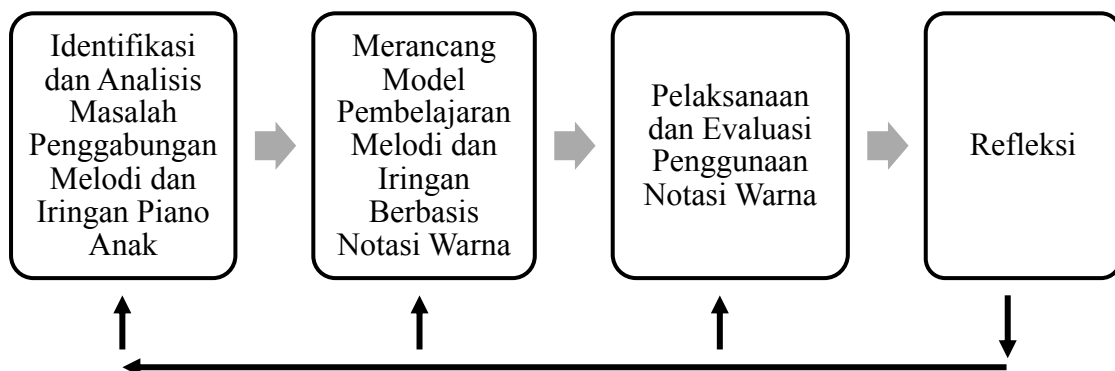 Identifikasi
dan Analisis
Masalah
Penggabungan
Melodi dan
Iringan Piano
Anak
Merancang
Model
Pembelajaran
Melodi dan
Iringan
Berbasis
Notasi Warna
Pelaksanaan
dan Evaluasi
Penggunaan
Notasi Warna
Refleksi